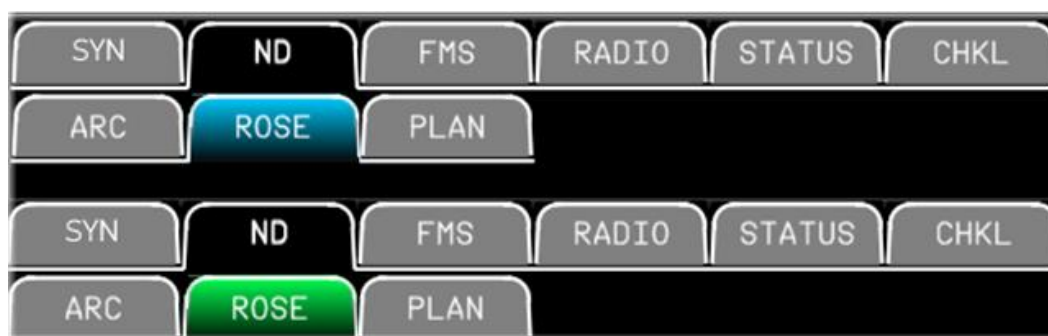 SYN ND FMS RADIO STATUS CHKL
ARC ROSE PLAN
SYN ND FMS RADIO STATUS CHKL
ARC ROSE PLAN